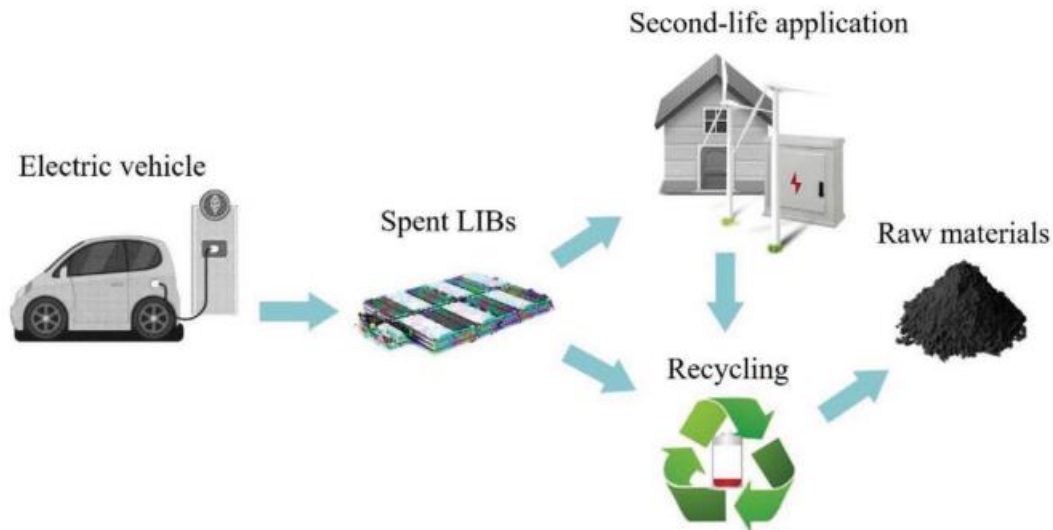 Second-life application
Electric vehicle
Spent LIBs
Raw materials
Recycling